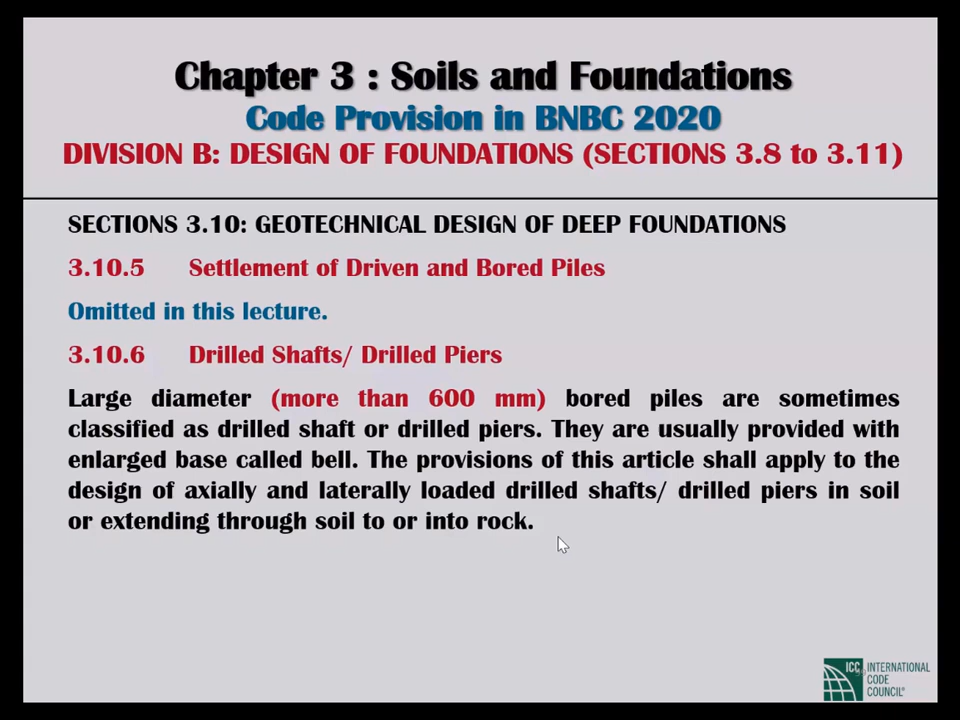 Chapter 3 : Soils and Foundations
Code Provision in BNBC 2020
DIVISION B: DESIGN OF FOUNDATIONS (SECTIONS 3.8 to 3.11)
SECTIONS 3.10: GEOTECHNICAL DESIGN OF DEEP FOUNDATIONS
3.10.5 Settlement of Driven and Bored Piles
Omitted in this lecture.
3.10.6 Drilled Shafts/ Drilled Piers
Large diameter (more than 600 mm) bored piles are sometimes
classified as drilled shaft or drilled piers. They are usually provided with
enlarged base called bell. The provisions of this article shall apply to the
design of axially and laterally loaded drilled shafts/ drilled piers in soil
or extending through soil to or into rock.
ICC INTERNATIONAL
CODE
COUNCIL®